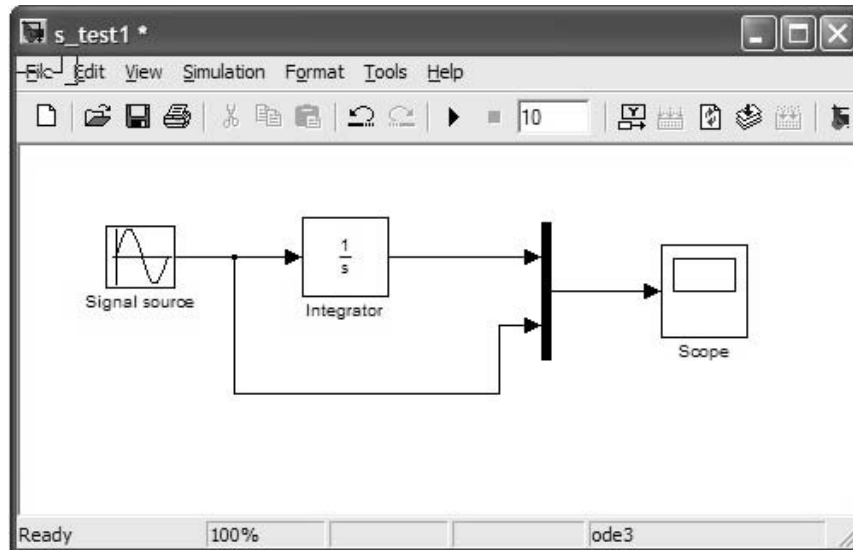 s_test1 *
File Edit View Simulation Format Tools Help
10
1
s
Signal source
Integrator
Scope
Ready 100% ode3